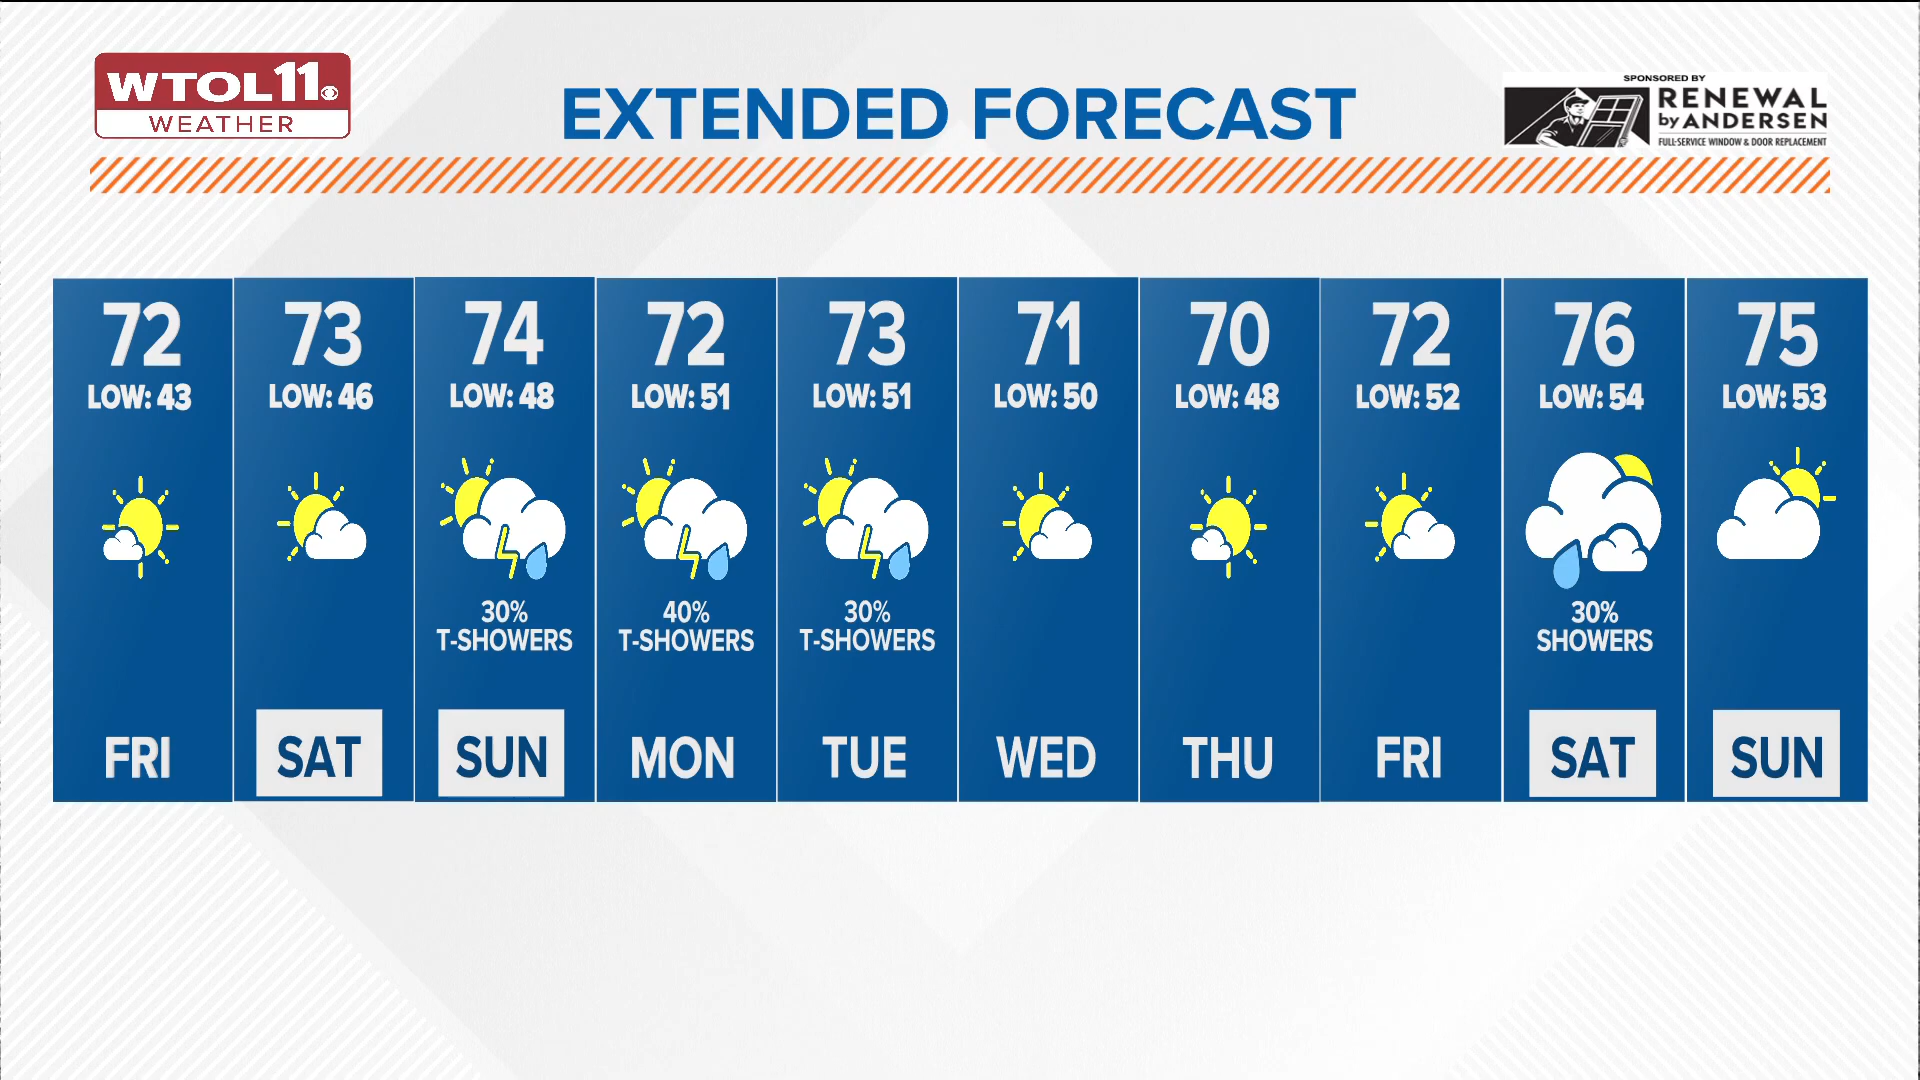 WTOL11
WEATHER
EXTENDED FORECAST
SPONSORED BY
RENEWAL
by ANDERSEN
FULL-SERVICE WINDOW & DOOR REPLACEMENT
72
LOW: 43
FRI
73
LOW: 46
SAT
74
LOW: 48
30%
T-SHOWERS
SUN
72
LOW: 51
40%
T-SHOWERS
MON
73
LOW: 51
30%
T-SHOWERS
TUE
71
LOW: 50
WED
70
LOW: 48
THU
72
LOW: 52
FRI
76
LOW: 54
30%
SHOWERS
SAT
75
LOW: 53
SUN